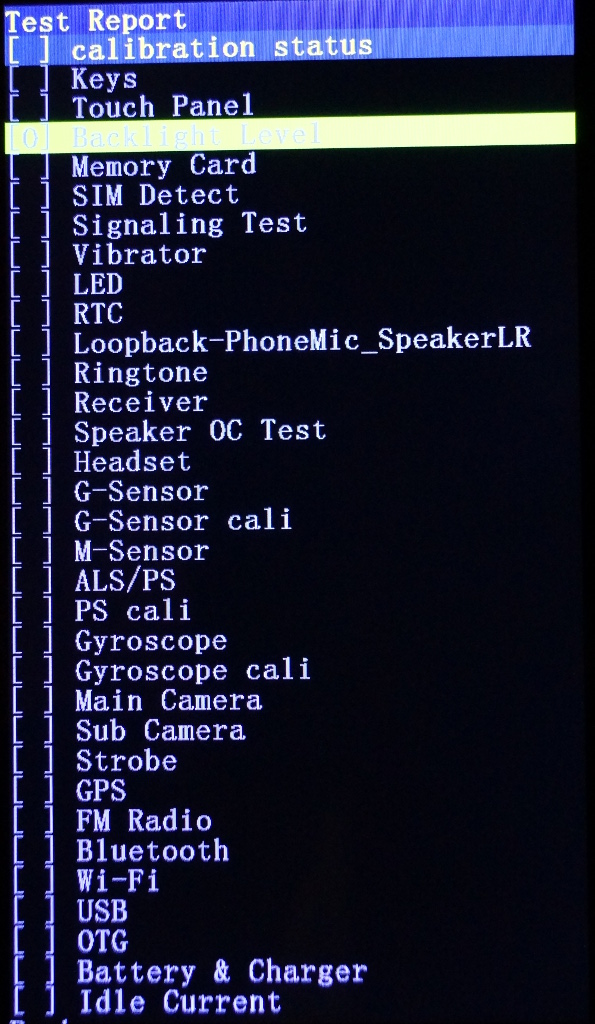 Test Report
[ ] calibration status
[ ] Keys
[ ] Touch Panel
[O] Backlight Level
[ ] Memory Card
[ ] SIM Detect
[ ] Signaling Test
[ ] Vibrator
[ ] LED
[ ] RTC
[ ] Loopback-PhoneMic_SpeakerLR
[ ] Ringtone
[ ] Receiver
[ ] Speaker OC Test
[ ] Headset
[ ] G-Sensor
[ ] G-Sensor cali
[ ] M-Sensor
[ ] ALS/PS
[ ] PS cali
[ ] Gyroscope
[ ] Gyroscope cali
[ ] Main Camera
[ ] Sub Camera
[ ] Strobe
[ ] GPS
[ ] FM Radio
[ ] Bluetooth
[ ] Wi-Fi
[ ] USB
[ ] OTG
[ ] Battery & Charger
[ ] Idle Current